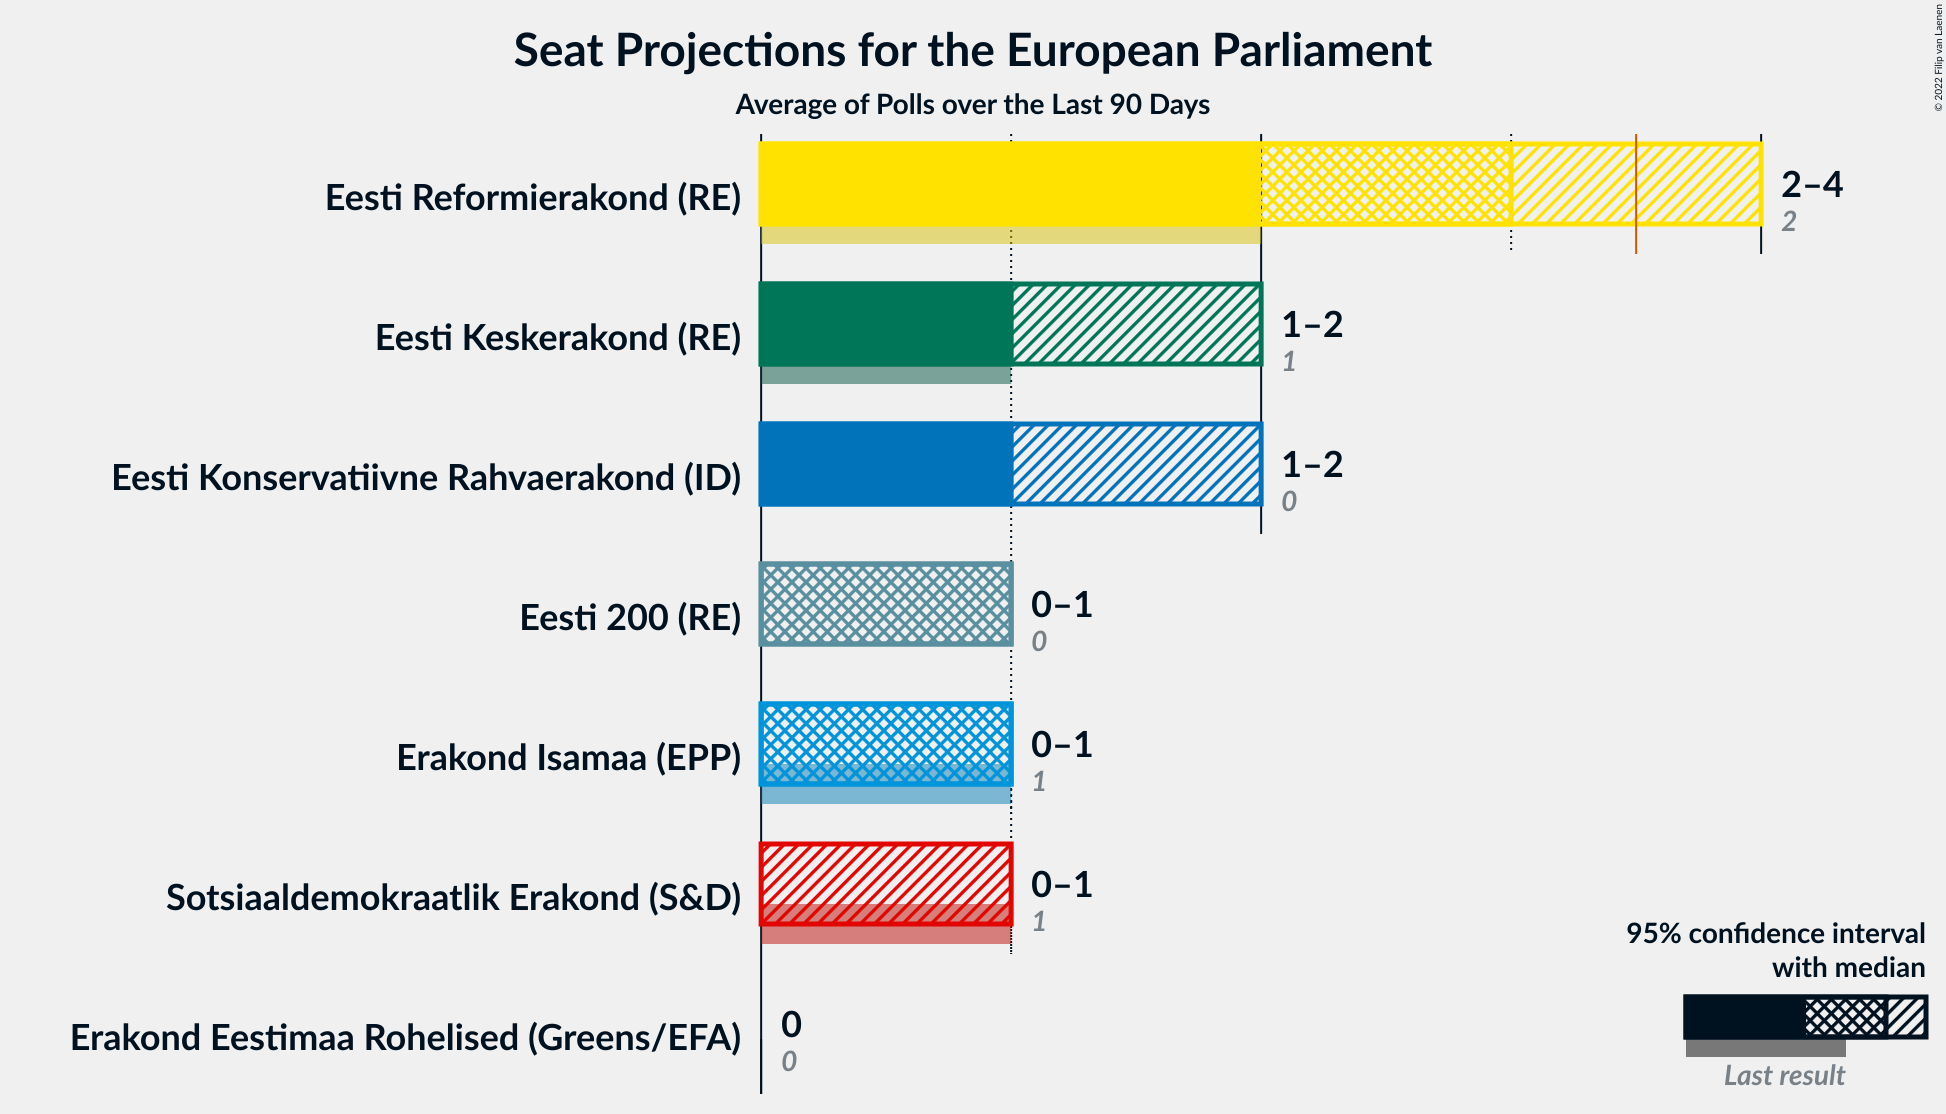 Seat Projections for the European Parliament
Average of Polls over the Last 90 Days
© 2022 Filip van Laenen
Eesti Reformierakond (RE)
2–4
2
Eesti Keskerakond (RE)
1–2
1
Eesti Konservatiivne Rahvaerakond (ID)
1–2
0
Eesti 200 (RE)
0–1
0
Erakond Isamaa (EPP)
0–1
1
Sotsiaaldemokraatlik Erakond (S&D)
0–1
1
Erakond Eestimaa Rohelised (Greens/EFA)
0
0
95% confidence interval
with median
Last result